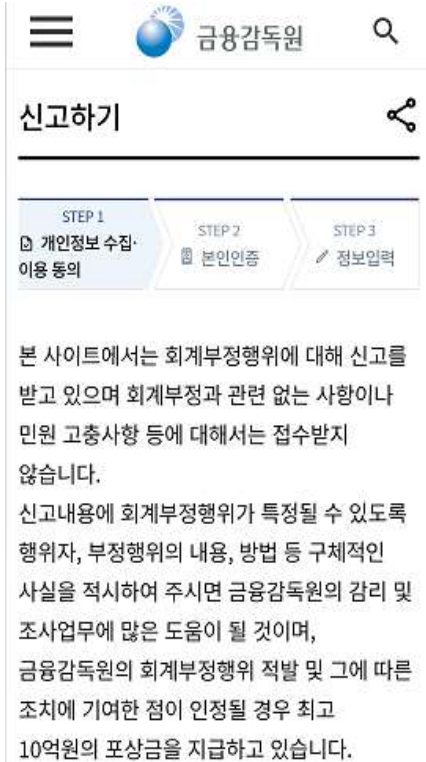 금융감독원
신고하기
STEP 1
개인정보 수집·
이용 동의
STEP 2
본인인증
STEP 3
정보입력
본 사이트에서는 회계부정행위에 대해 신고를
받고 있으며 회계부정과 관련 없는 사항이나
민원 고충사항 등에 대해서는 접수받지
않습니다.
신고내용에 회계부정행위가 특정될 수 있도록
행위자, 부정행위의 내용, 방법 등 구체적인
사실을 적시하여 주시면 금융감독원의 감리 및
조사업무에 많은 도움이 될 것이며,
금융감독원의 회계부정행위 적발 및 그에 따른
조치에 기여한 점이 인정될 경우 최고
10억원의 포상금을 지급하고 있습니다.